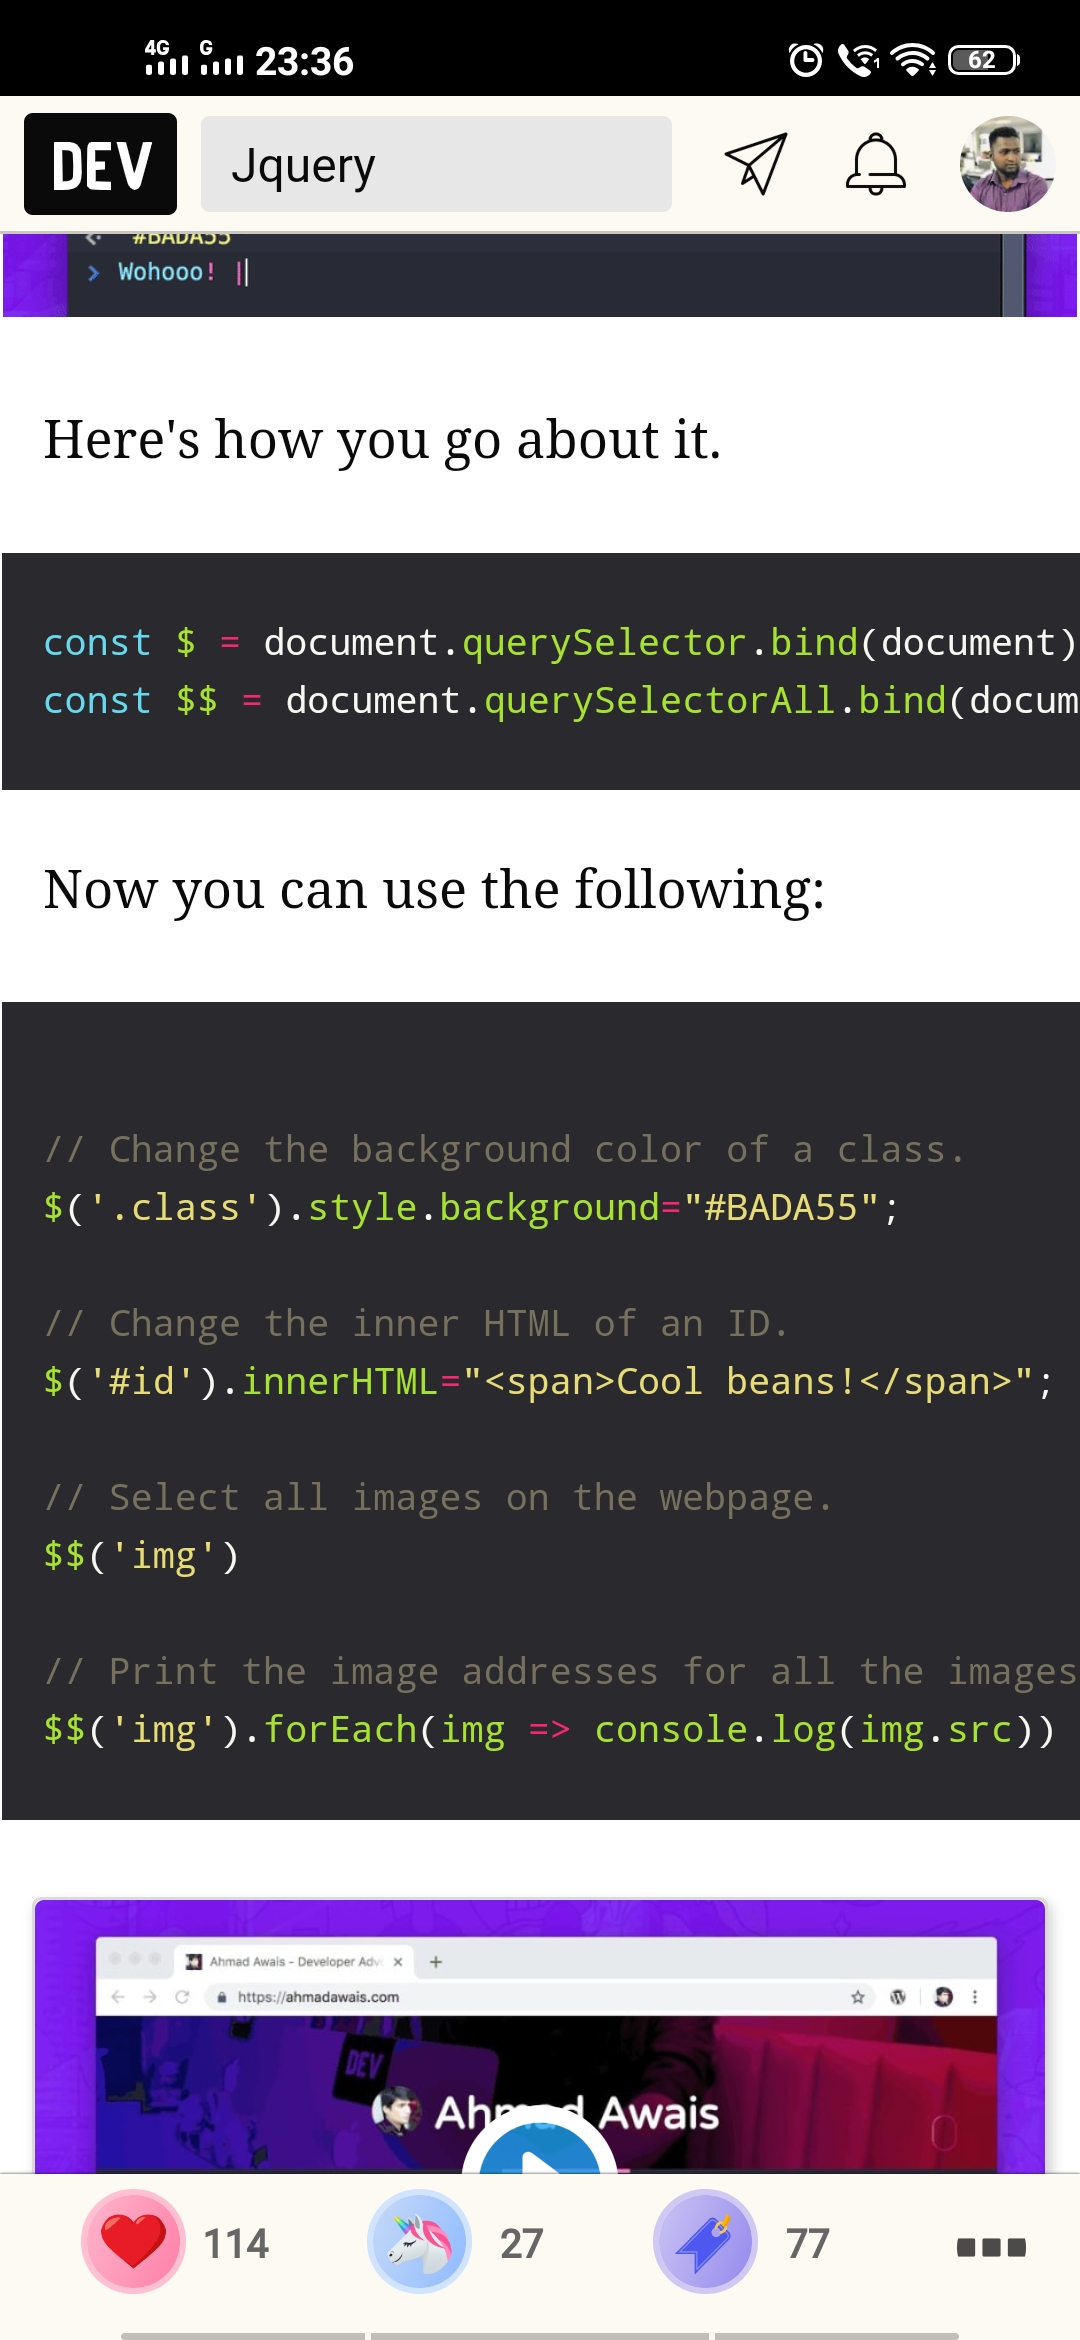 4G G 23:36 62
DEV Jquery
#BADA55
> Wohooo! ||
Here's how you go about it.
const $ = document.querySelector.bind(document)
const $$ = document.querySelectorAll.bind(docum
Now you can use the following:
// Change the background color of a class.
$('.class').style.background="#BADA55";
// Change the inner HTML of an ID.
$('#id').innerHTML="<span>Cool beans!</span>";
// Select all images on the webpage.
$$('img')
// Print the image addresses for all the images
$$('img').forEach(img => console.log(img.src))
Ahmad Awais - Developer Adv
https://ahmadawais.com
DEV
Ahmad Awais
114 27 77